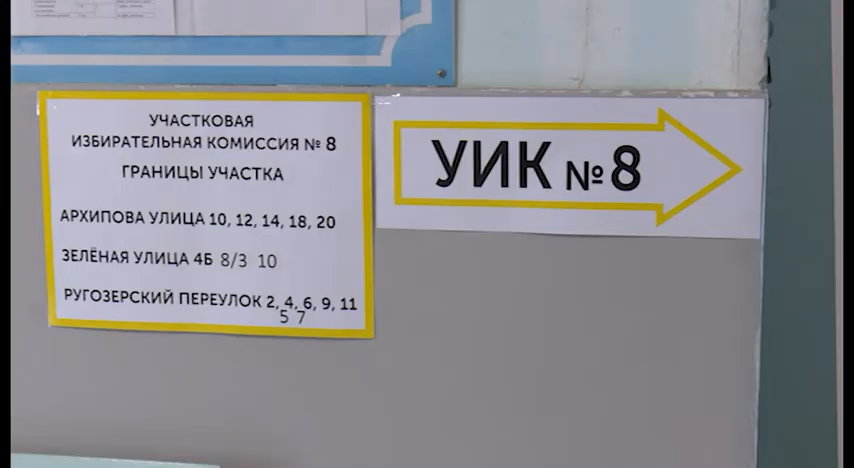 УЧАСТКОВАЯ
ИЗБИРАТЕЛЬНАЯ КОМИССИЯ № 8
ГРАНИЦЫ УЧАСТКА
АРХИПОВА УЛИЦА 10, 12, 14, 18, 20
ЗЕЛЁНАЯ УЛИЦА 4Б 8/3 10
РУГОЗЕРСКИЙ ПЕРЕУЛОК 2, 4, 6, 9, 11
5 7
УИК № 8